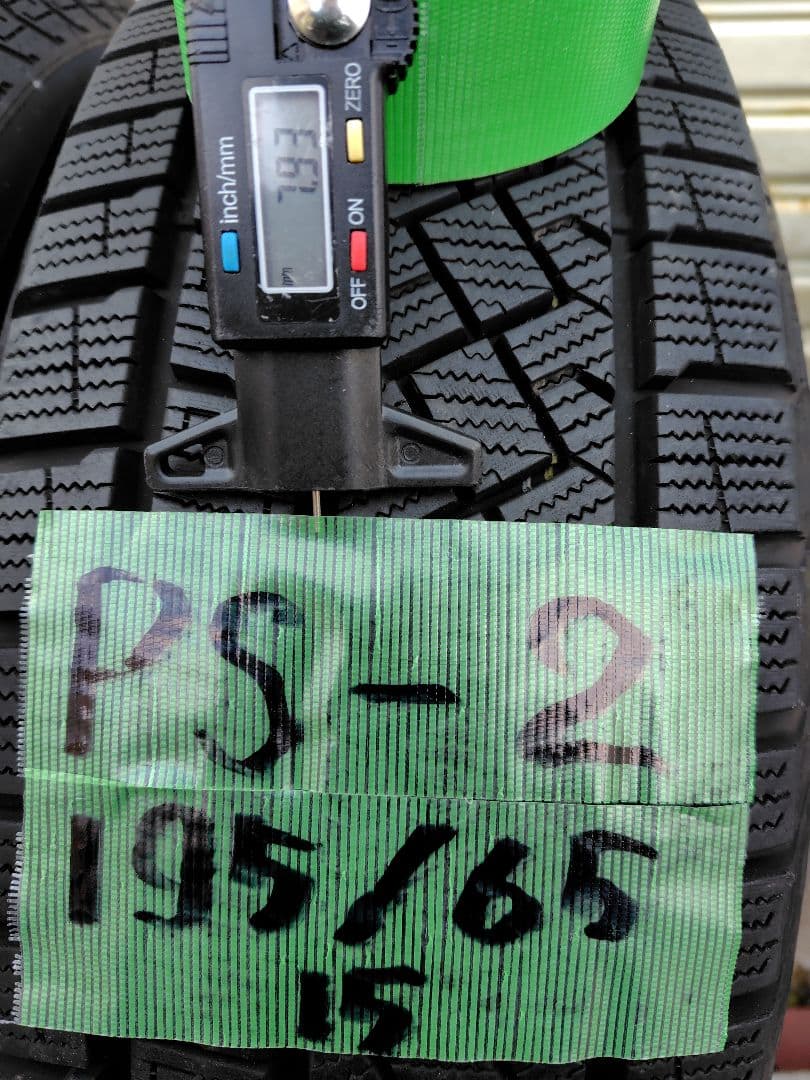 inch/mm
ZERO
OFF ON
7.93
PS-2
195/65
15